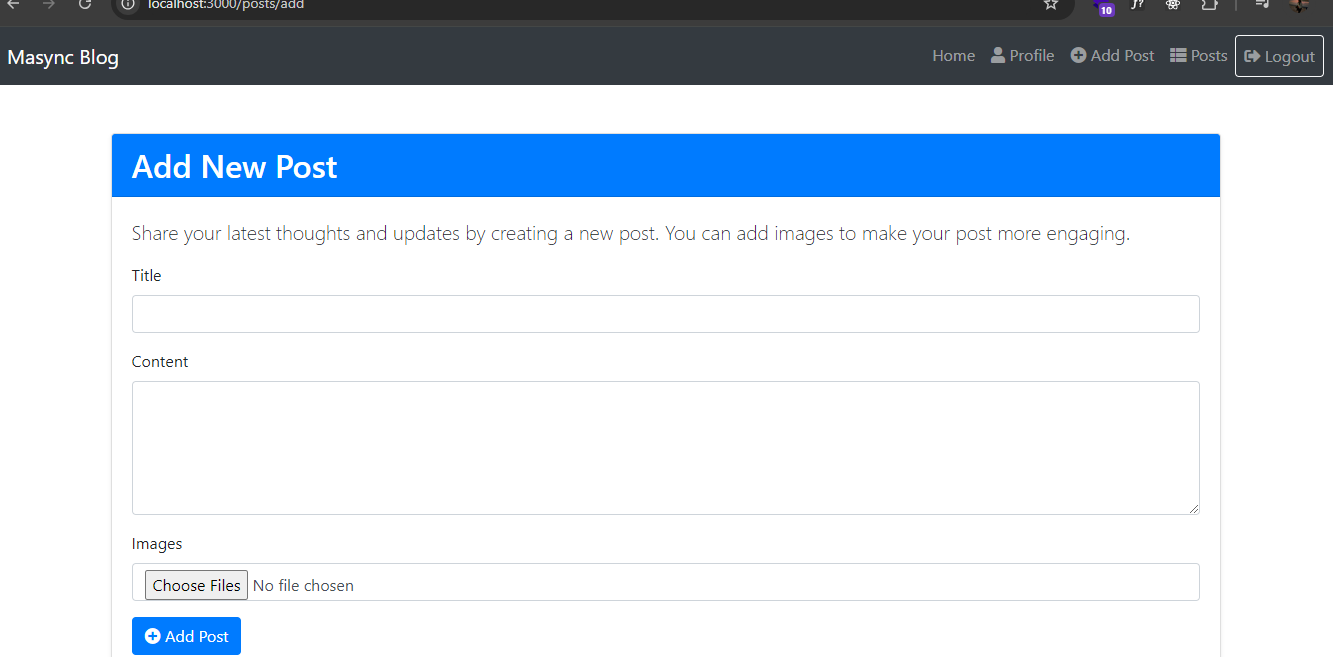 localhost:3000/posts/add
10
f?
Masync Blog
Home Profile Add Post Posts Logout
Add New Post
Share your latest thoughts and updates by creating a new post. You can add images to make your post more engaging.
Title
Content
Images
Choose Files No file chosen
Add Post